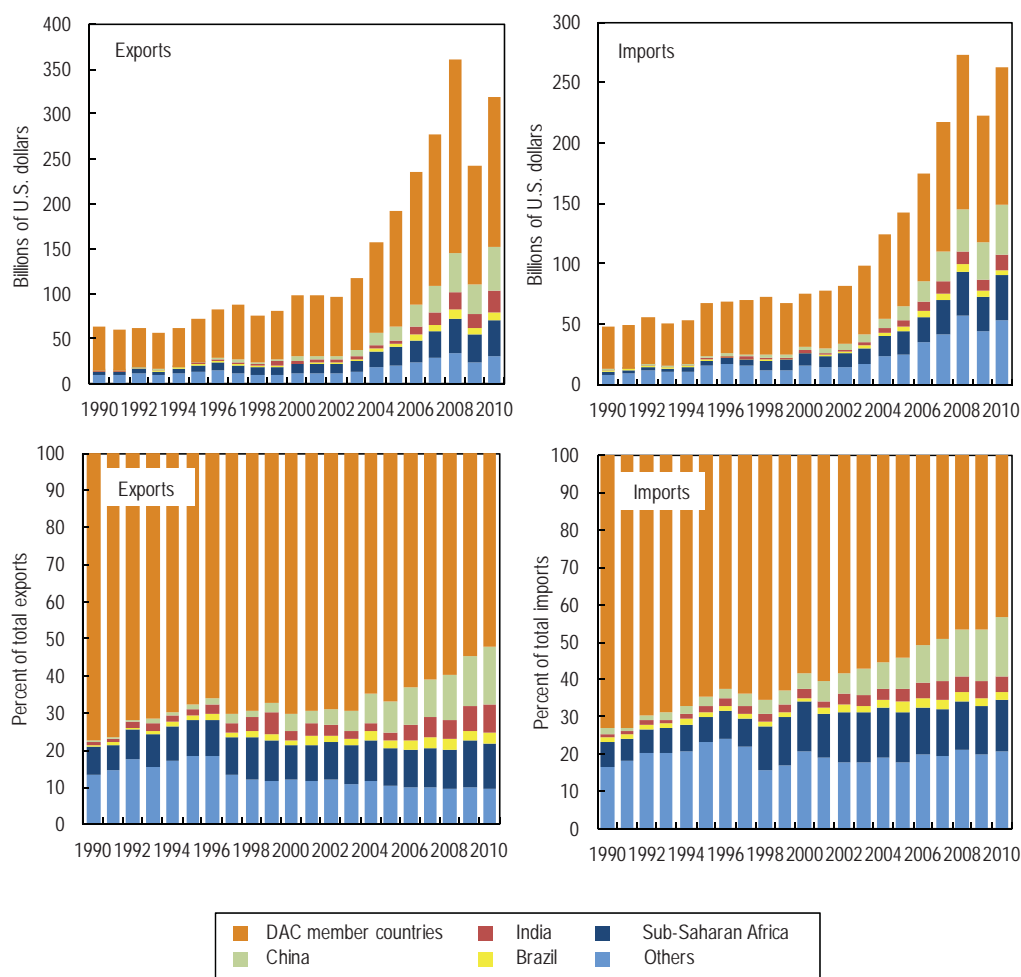 Exports
Billions of U.S. dollars
400
350
300
250
200
150
100
50
0
1990 1992 1994 1996 1998 2000 2002 2004 2006 2008 2010
Imports
Billions of U.S. dollars
300
250
200
150
100
50
0
1990 1992 1994 1996 1998 2000 2002 2004 2006 2008 2010
Exports
Percent of total exports
100
90
80
70
60
50
40
30
20
10
0
1990 1992 1994 1996 1998 2000 2002 2004 2006 2008 2010
Imports
Percent of total imports
100
90
80
70
60
50
40
30
20
10
0
1990 1992 1994 1996 1998 2000 2002 2004 2006 2008 2010
DAC member countries India Sub-Saharan Africa
China Brazil Others